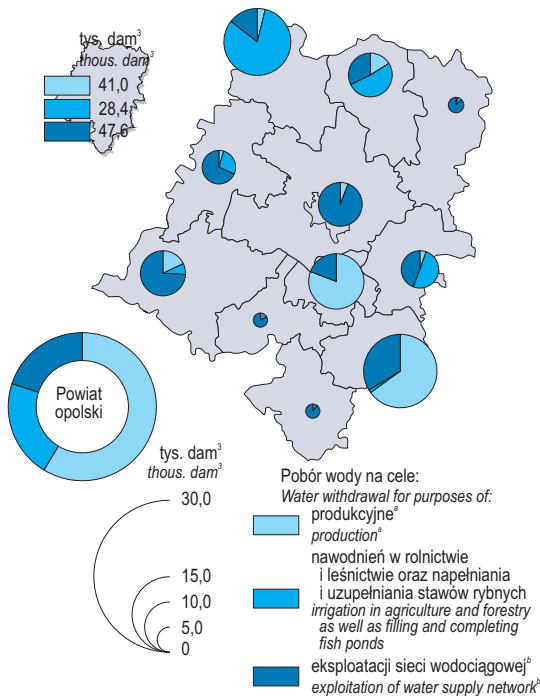 tys. dam³
thous. dam³
41,0
28,4
47,6
Powiat
opolski
tys. dam³
thous. dam³
30,0
15,0
10,0
5,0
0
Pobór wody na cele:
Water withdrawal for purposes of:
produkcyjneᵃ
productionᵃ
nawodnień w rolnictwie
i leśnictwie oraz napełniania
i uzupełniania stawów rybnych
irrigation in agriculture and forestry
as well as filling and completing
fish ponds
eksploatacji sieci wodociągowejᵇ
exploitation of water supply networkᵇ